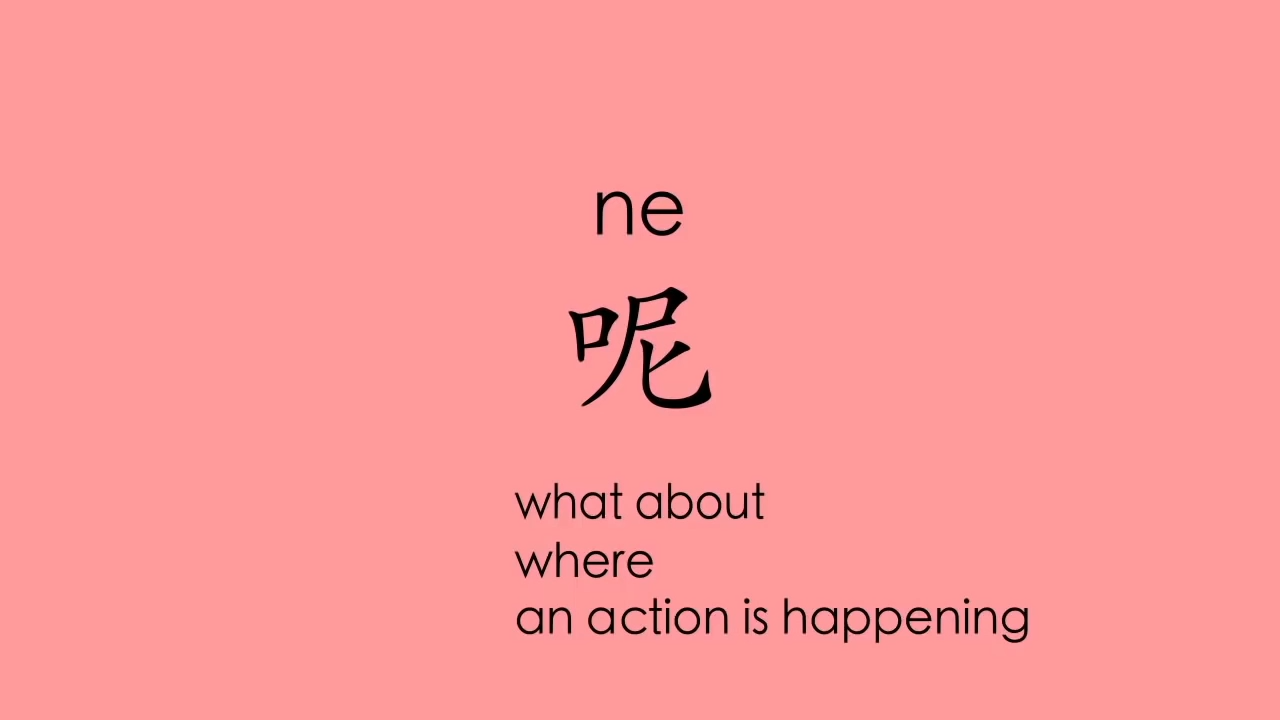 ne
呢
what about
where
an action is happening